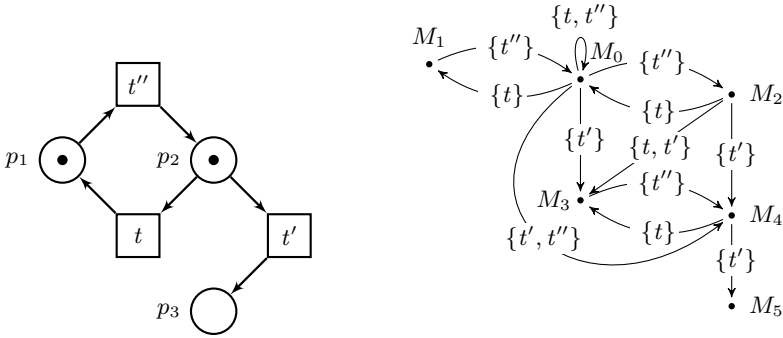 t''
p₁
p₂
t
t'
p₃
{t, t''}
M₁
{t''}
M₀
{t''}
{t}
M₂
{t}
{t'}
{t, t'}
{t'}
M₃
{t''}
M₄
{t', t''}
{t}
{t'}
M₅